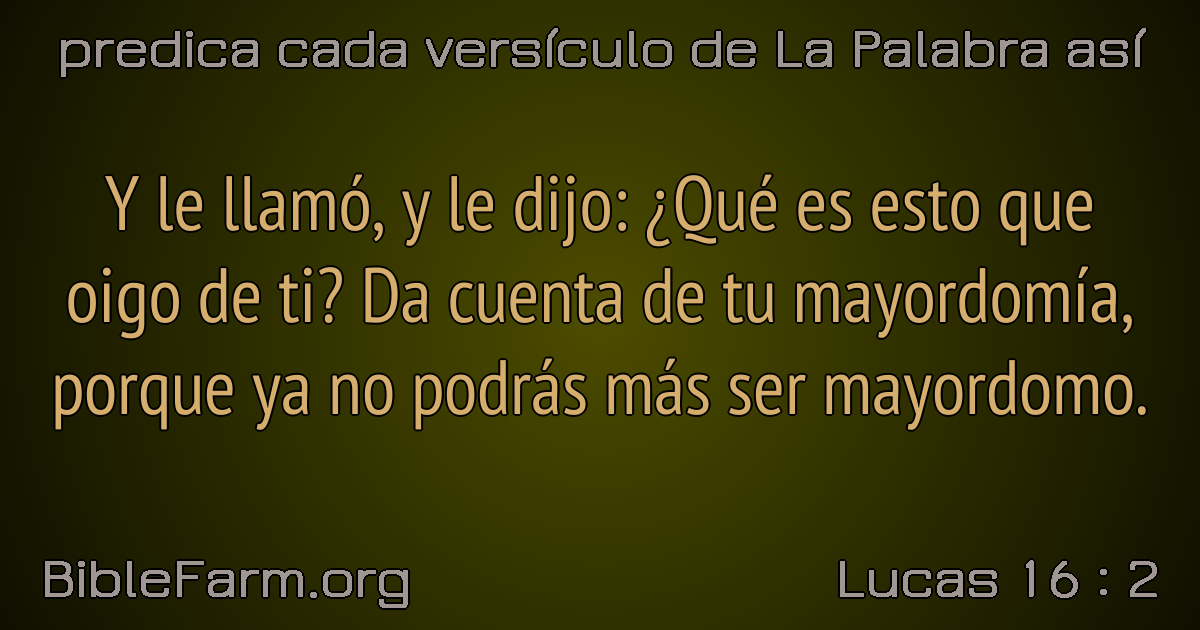 predica cada versículo de La Palabra así
Y le llamó, y le dijo: ¿Qué es esto que
oigo de ti? Da cuenta de tu mayordomía,
porque ya no podrás más ser mayordomo.
BibleFarm.org
Lucas 16 : 2